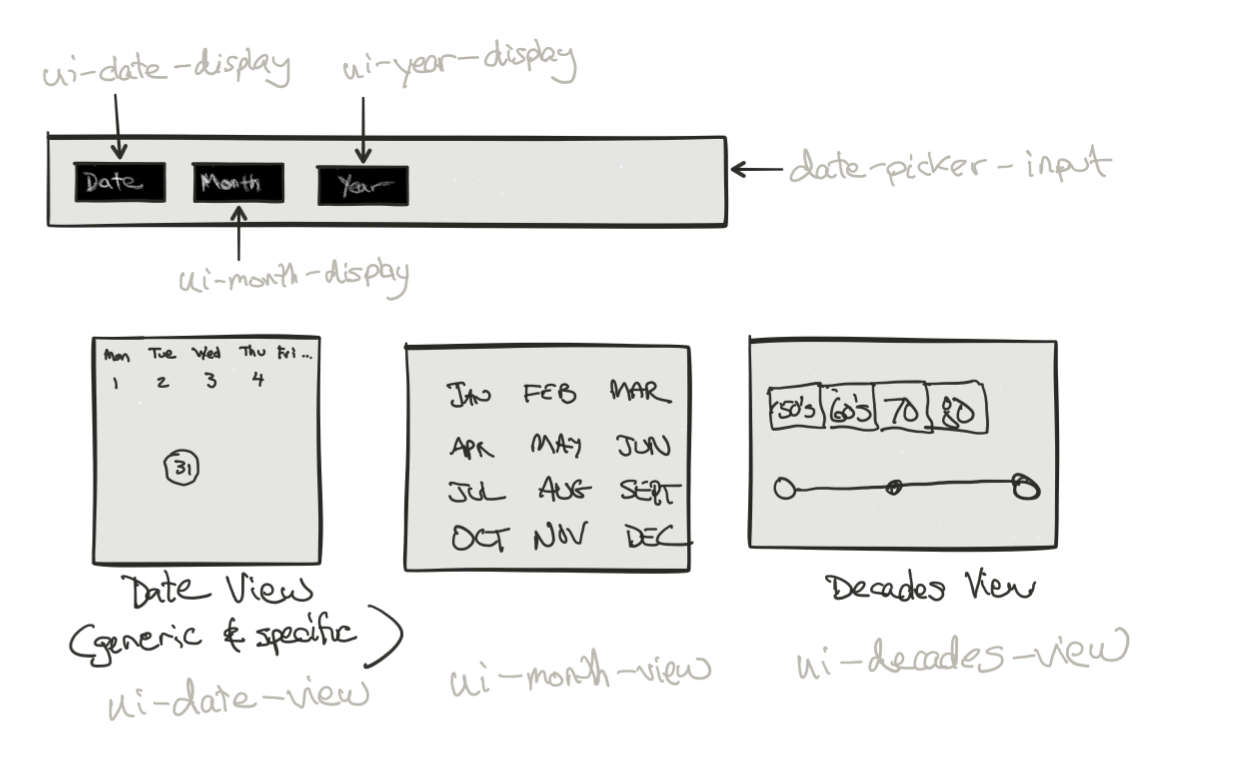 ui-date-display
ui-year-display
Date Month Year
date-picker-input
ui-month-display
Mon Tue Wed Thu Fri...
1 2 3 4
31
JAN FEB MAR
APR MAY JUN
JUL AUG SEPT
OCT NOV DEC
50's 60's 70 80
Date View
(generic & specific)
ui-date-view
ui-month-view
Decades View
ui-decades-view